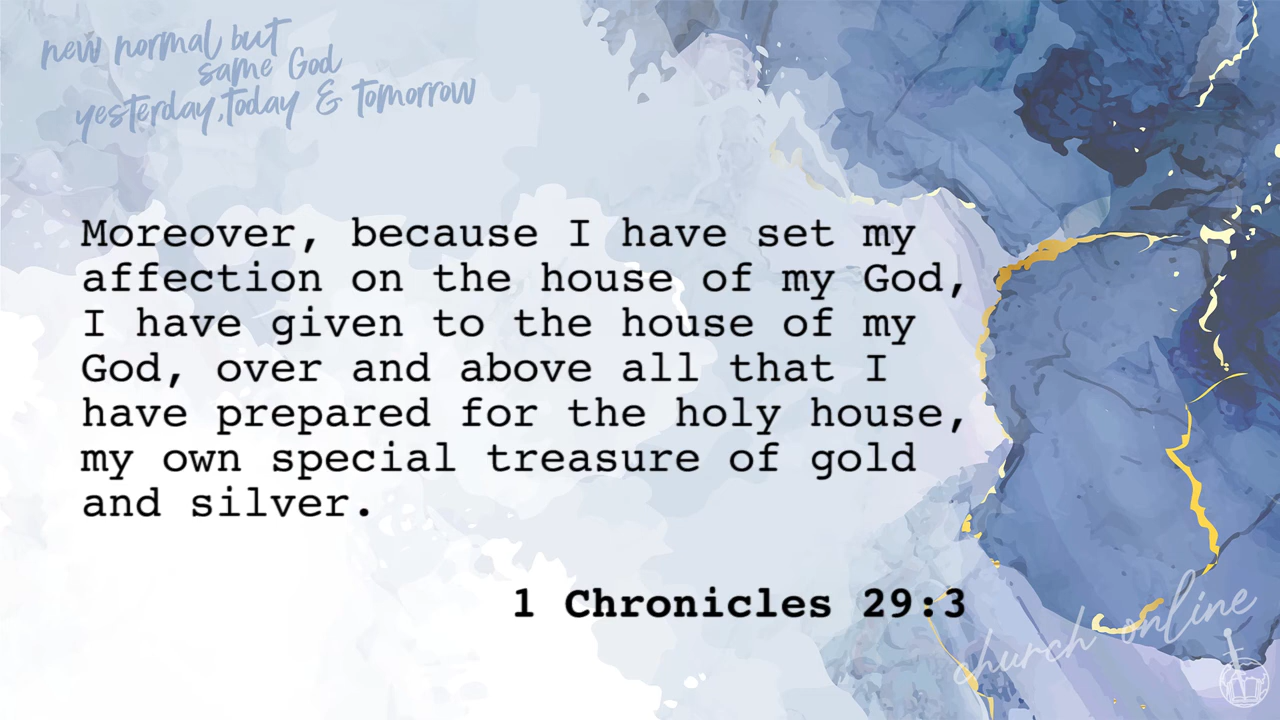 new normal but
same God
yesterday, today & tomorrow
Moreover, because I have set my
affection on the house of my God,
I have given to the house of my
God, over and above all that I
have prepared for the holy house,
my own special treasure of gold
and silver.
1 Chronicles 29:3
church online